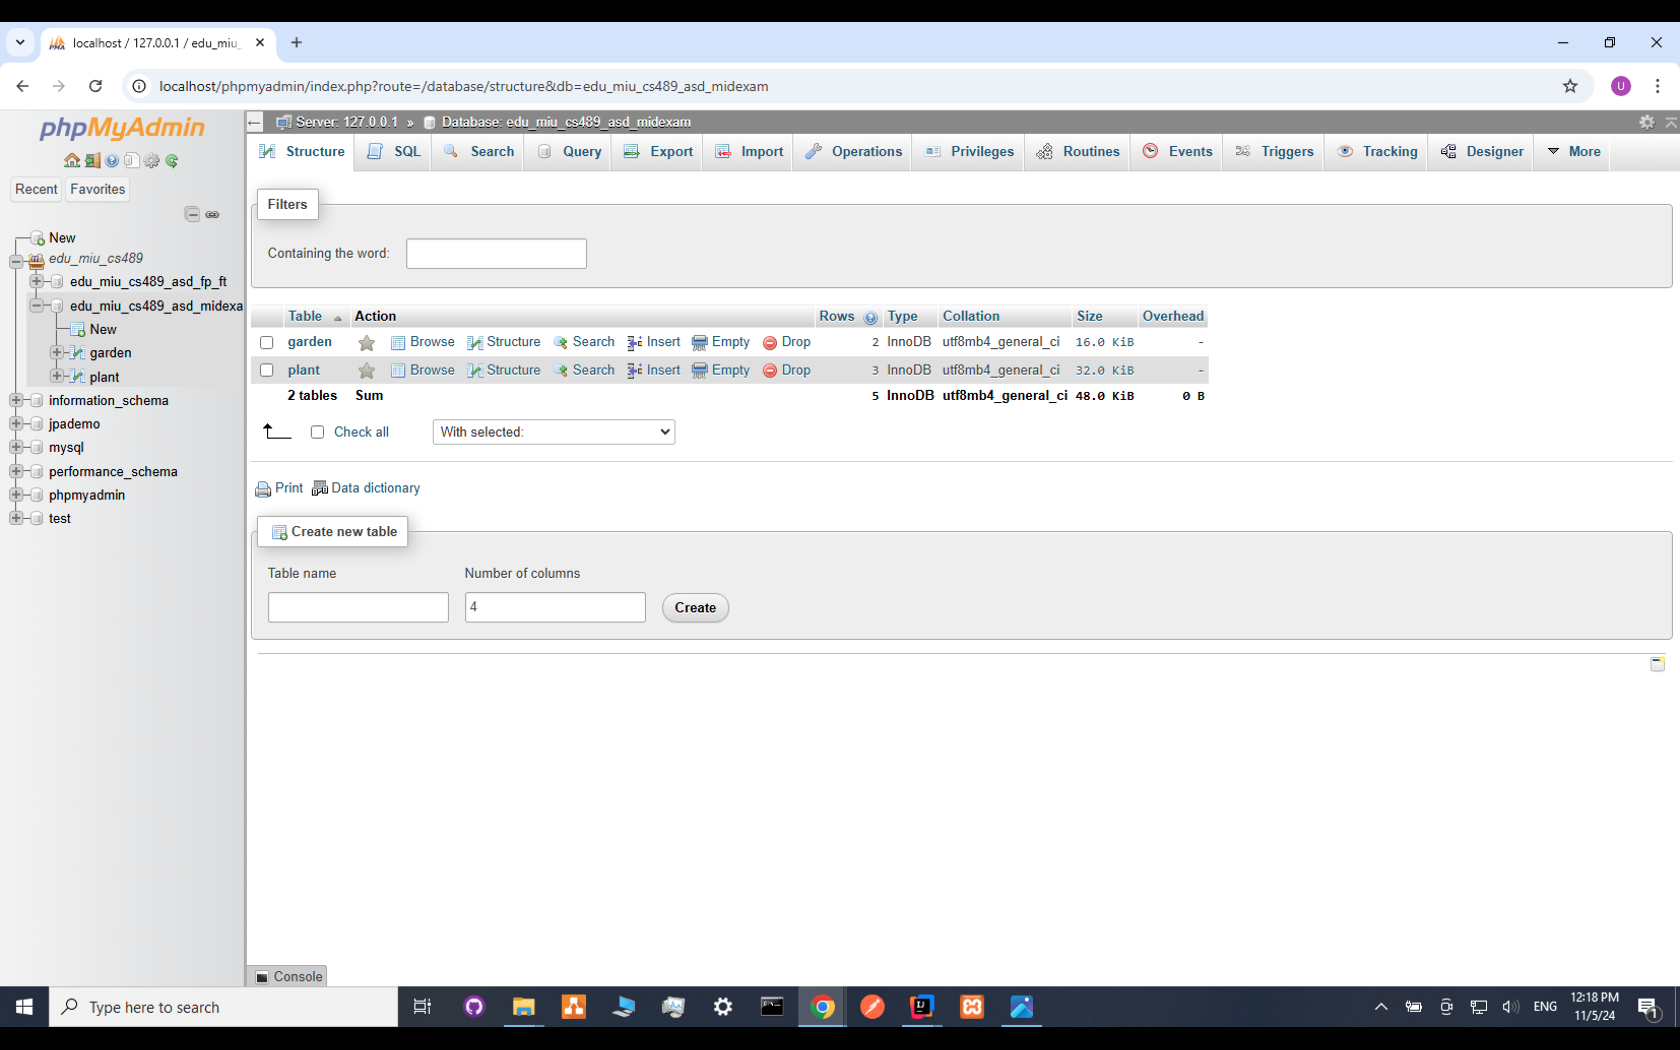 localhost / 127.0.0.1 / edu_miu_
localhost/phpmyadmin/index.php?route=/database/structure&db=edu_miu_cs489_asd_midexam
U
phpMyAdmin
Recent Favorites
New
edu_miu_cs489
edu_miu_cs489_asd_fp_ft
edu_miu_cs489_asd_midexa
New
garden
plant
information_schema
jpademo
mysql
performance_schema
phpmyadmin
test
Server: 127.0.0.1 » Database: edu_miu_cs489_asd_midexam
Structure SQL Search Query Export Import Operations Privileges Routines Events Triggers Tracking Designer More
Filters
Containing the word:
Table Action Rows Type Collation Size Overhead
garden Browse Structure Search Insert Empty Drop 2 InnoDB utf8mb4_general_ci 16.0 KiB -
plant Browse Structure Search Insert Empty Drop 3 InnoDB utf8mb4_general_ci 32.0 KiB -
2 tables Sum 5 InnoDB utf8mb4_general_ci 48.0 KiB 0 B
Check all With selected:
Print Data dictionary
Create new table
Table name Number of columns
4 Create
Console
Type here to search
ENG
12:18 PM
11/5/24
1